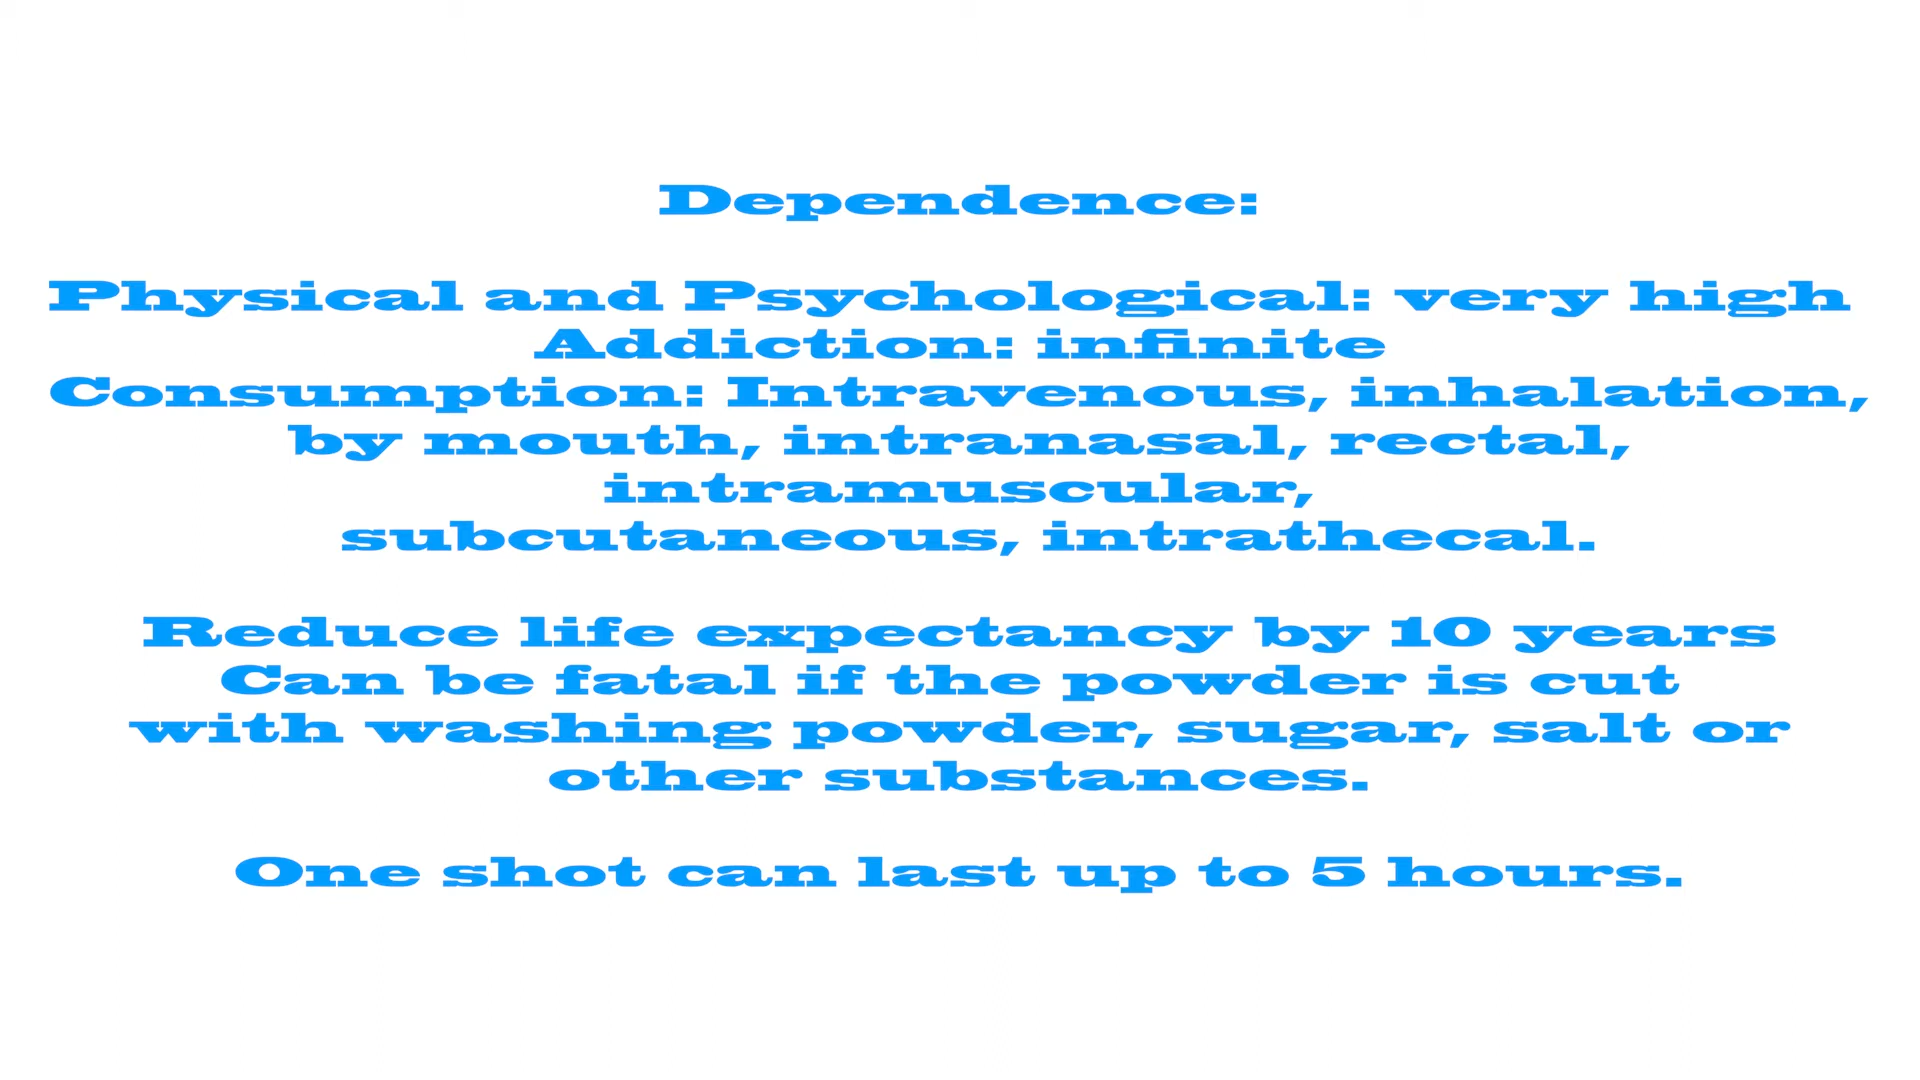 Dependence:
Physical and Psychological: very high
Addiction: infinite
Consumption: Intravenous, inhalation,
by mouth, intranasal, rectal,
intramuscular,
subcutaneous, intrathecal.
Reduce life expectancy by 10 years
Can be fatal if the powder is cut
with washing powder, sugar, salt or
other substances.
One shot can last up to 5 hours.